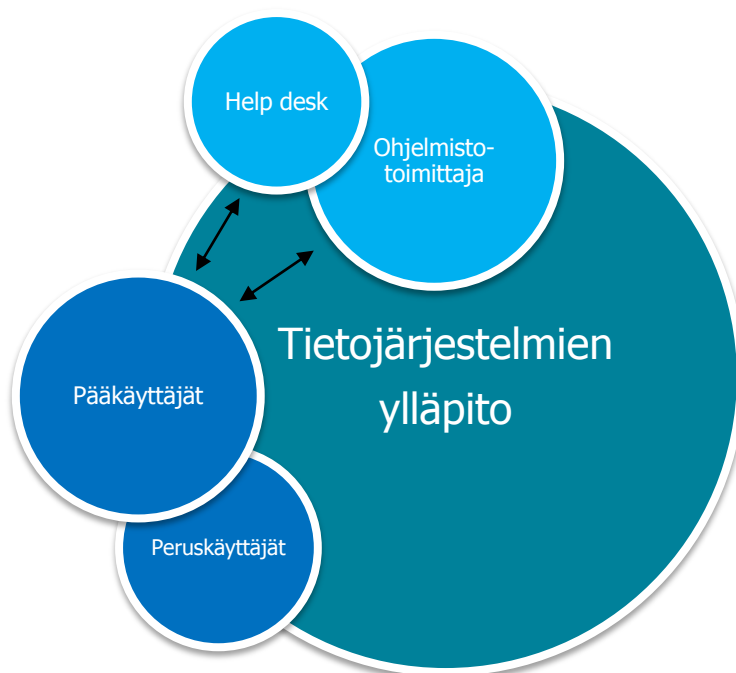 Help desk
Ohjelmisto-
toimittaja
Tietojärjestelmien
ylläpito
Pääkäyttäjät
Peruskäyttäjät